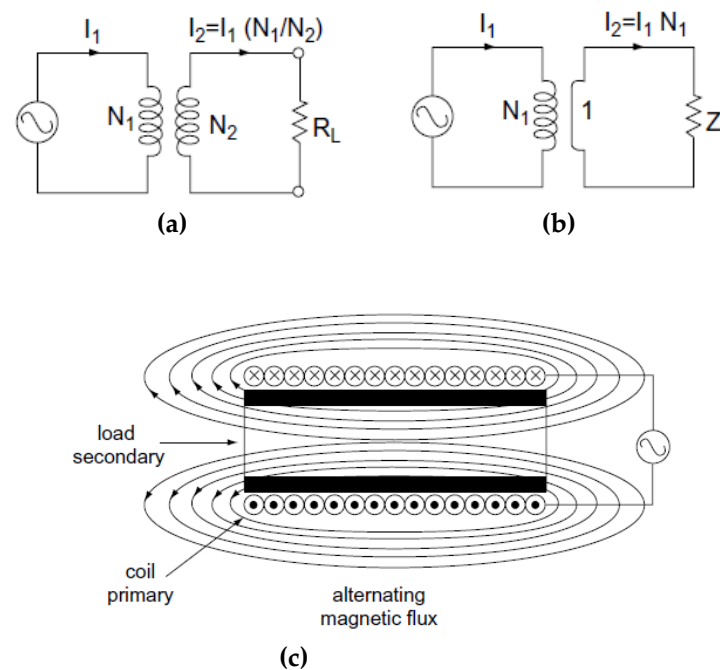 I₁
I₂=I₁ (N₁/N₂)
N₁
N₂
R_L
(a)
I₁
I₂=I₁ N₁
N₁
1
Z
(b)
load
secondary
coil
primary
alternating
magnetic flux
(c)